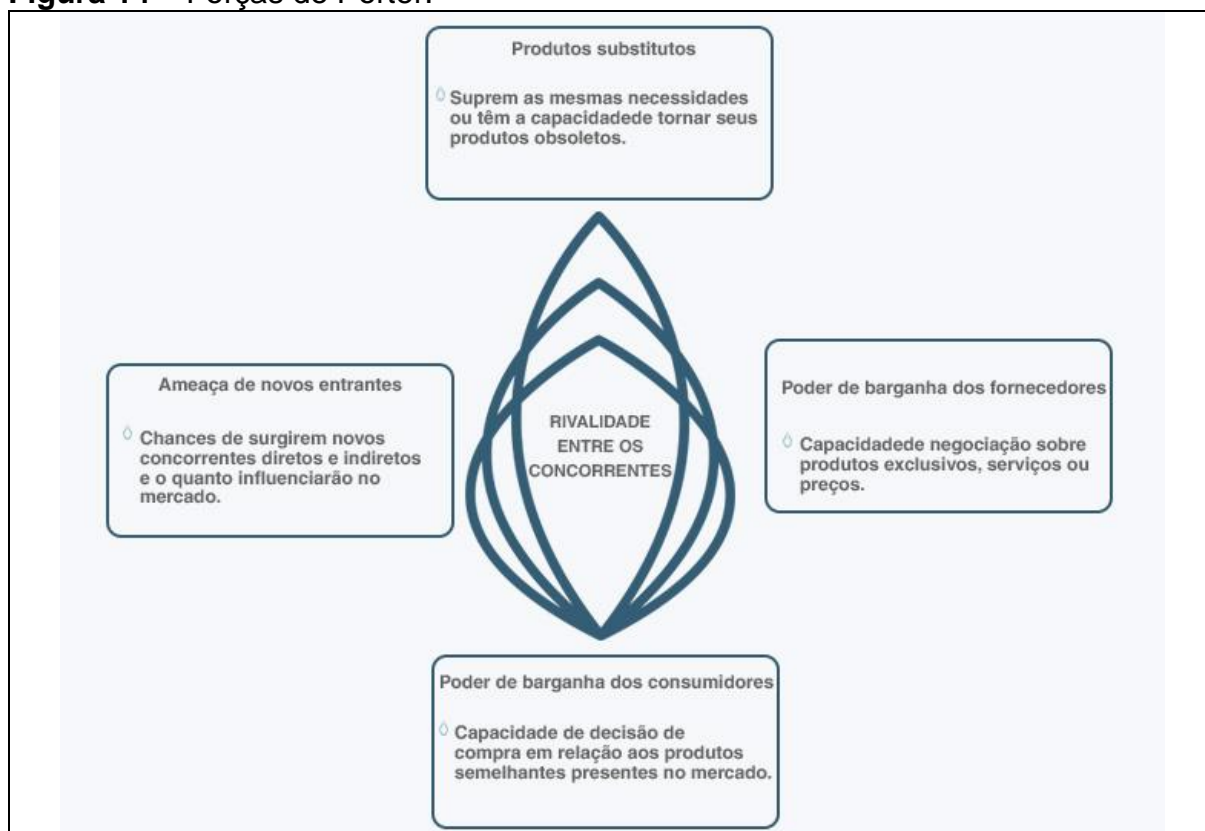 Produtos substitutos
Suprem as mesmas necessidades
ou têm a capacidadede tornar seus
produtos obsoletos.
Ameaça de novos entrantes
Chances de surgirem novos
concorrentes diretos e indiretos
e o quanto influenciarão no
mercado.
RIVALIDADE
ENTRE OS
CONCORRENTES
Poder de barganha dos fornecedores
Capacidadede negociação sobre
produtos exclusivos, serviços ou
preços.
Poder de barganha dos consumidores
Capacidade de decisão de
compra em relação aos produtos
semelhantes presentes no mercado.